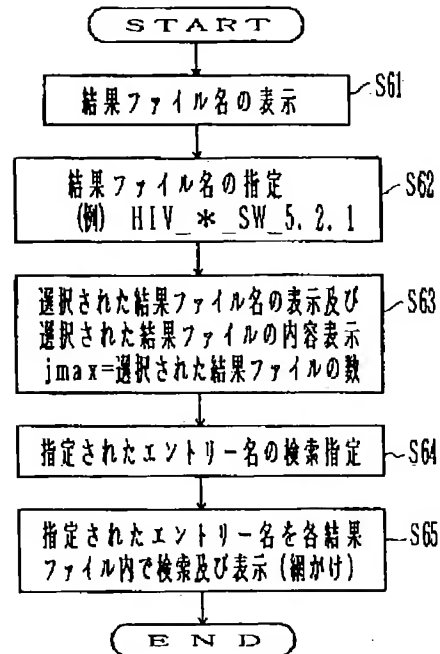 START
結果ファイル名の表示
S61
結果ファイル名の指定
(例) HIV_*_SW_5.2.1
S62
選択された結果ファイル名の表示及び
選択された結果ファイルの内容表示
jmax=選択された結果ファイルの数
S63
指定されたエントリー名の検索指定
S64
指定されたエントリー名を各結果
ファイル内で検索及び表示(網かけ)
S65
END